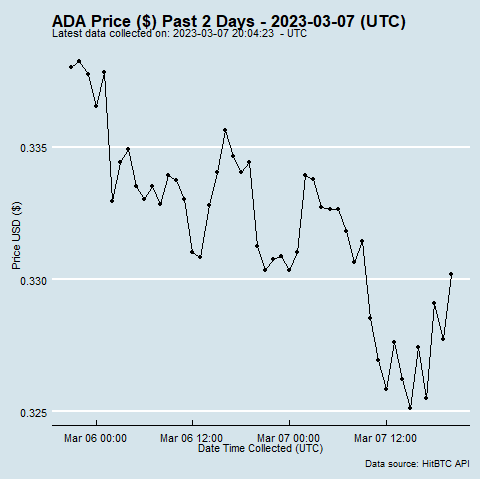 ADA Price ($) Past 2 Days - 2023-03-07 (UTC)
Latest data collected on: 2023-03-07 20:04:23 - UTC
0.335
0.330
0.325
Price USD ($)
Mar 06 00:00 Mar 06 12:00 Mar 07 00:00 Mar 07 12:00
Date Time Collected (UTC)
Data source: HitBTC API